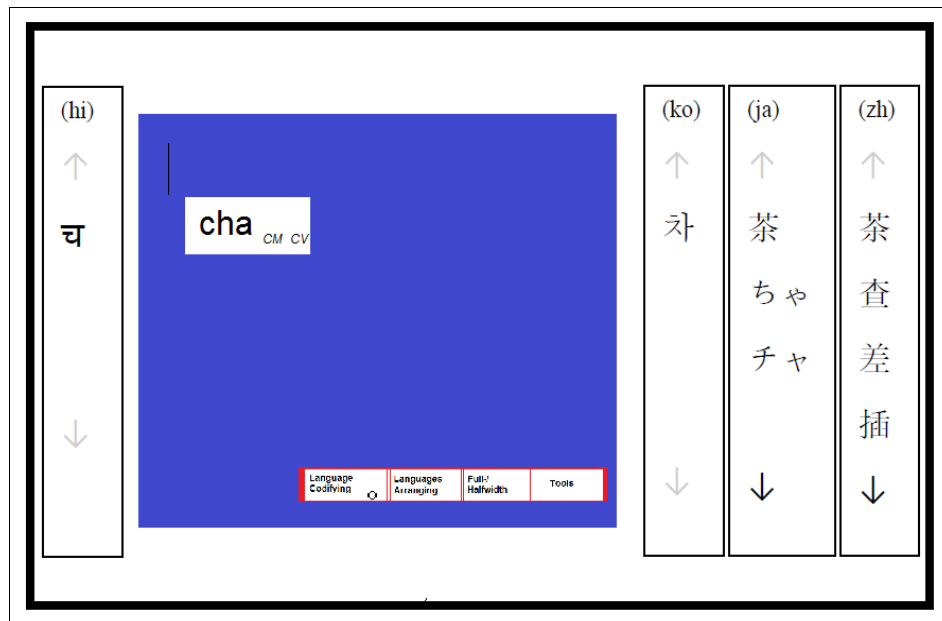 (hi)
↑
च
↓
cha CM CV
Language Codifying
Languages Arranging
Full-/ Halfwidth
Tools
(ko)
↑
차
↓
(ja)
↑
茶
ちゃ
チャ
↓
(zh)
↑
茶
查
差
插
↓